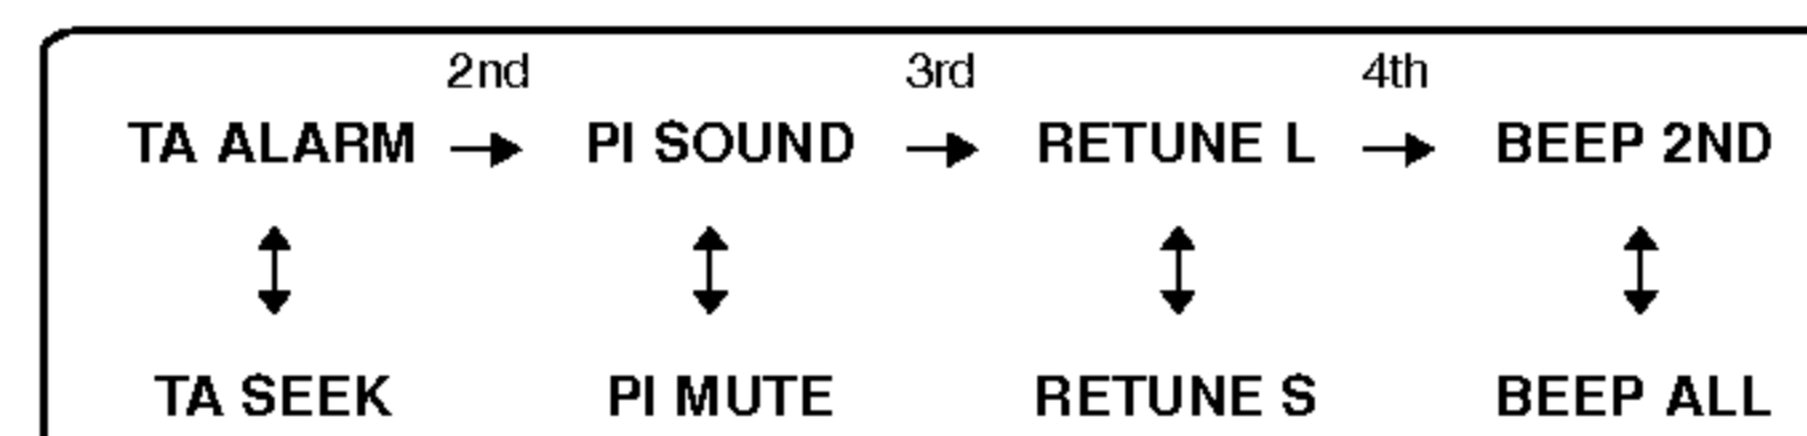 2nd 3rd 4th
TA ALARM PI SOUND RETUNE L BEEP 2ND
TA SEEK PI MUTE RETUNE S BEEP ALL